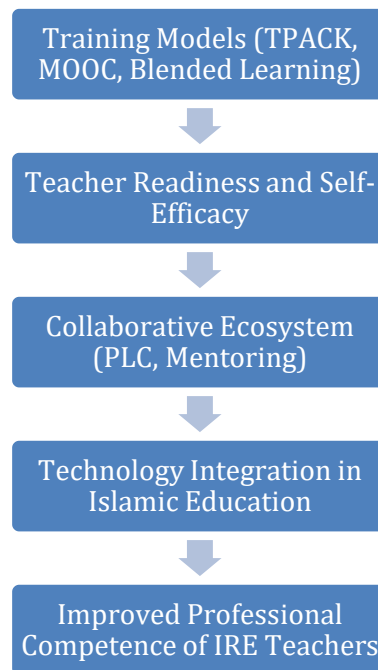 Training Models (TPACK,
MOOC, Blended Learning)
Teacher Readiness and Self-
Efficacy
Collaborative Ecosystem
(PLC, Mentoring)
Technology Integration in
Islamic Education
Improved Professional
Competence of IRE Teachers